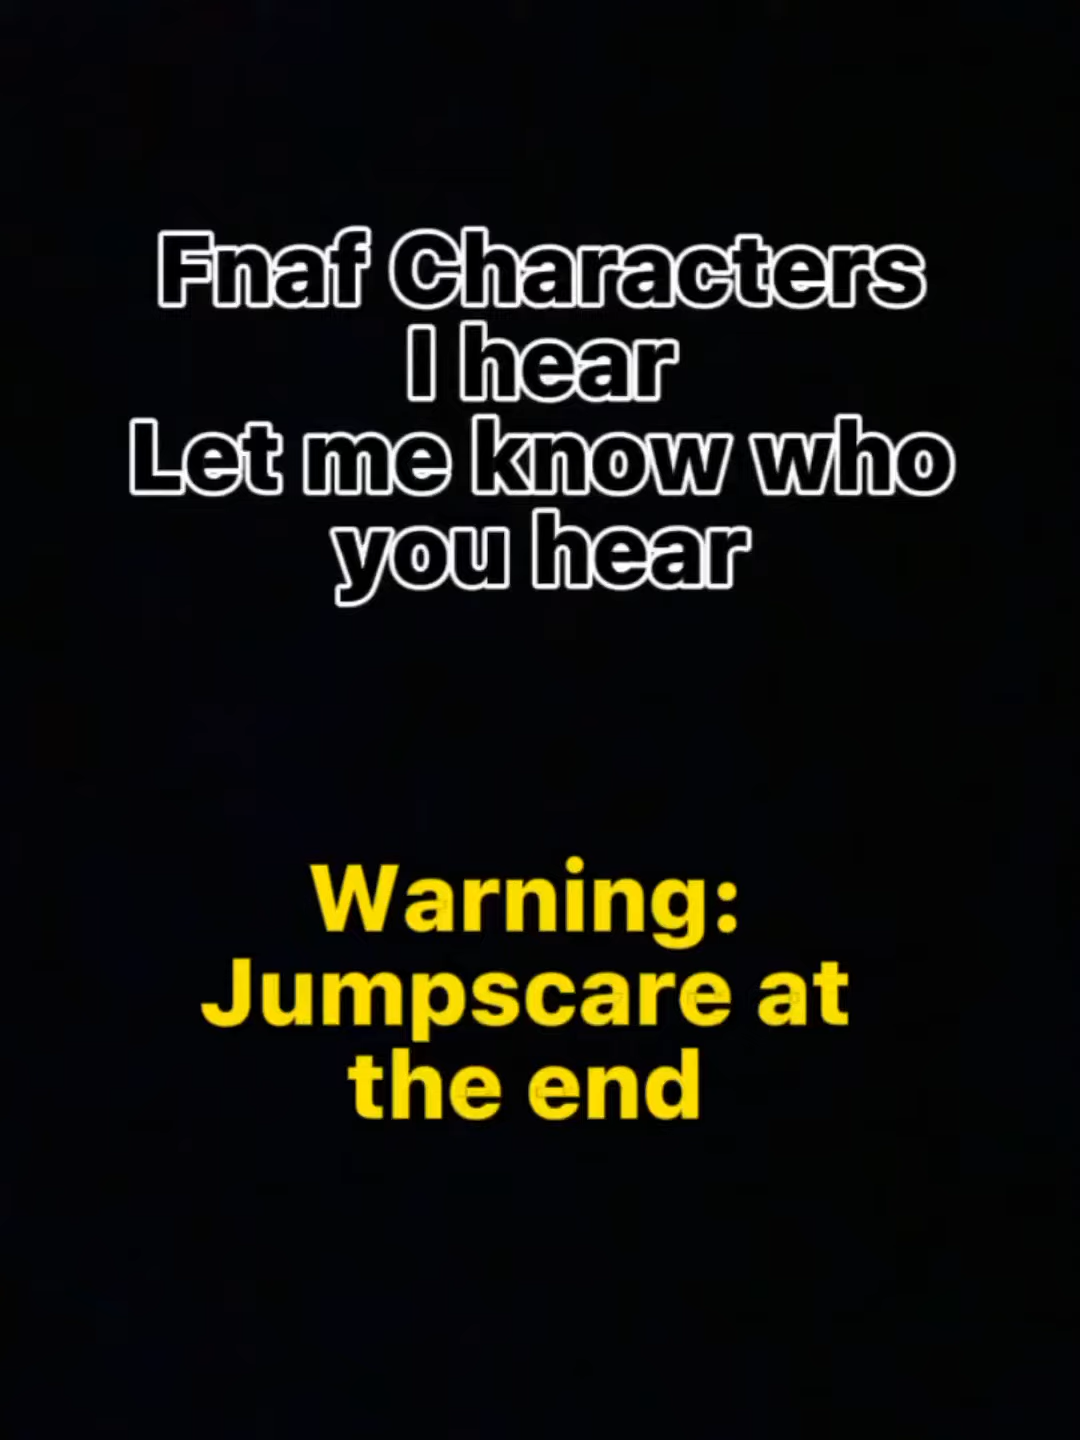 Fnaf Characters
I hear
Let me know who
you hear
Warning:
Jumpscare at
the end